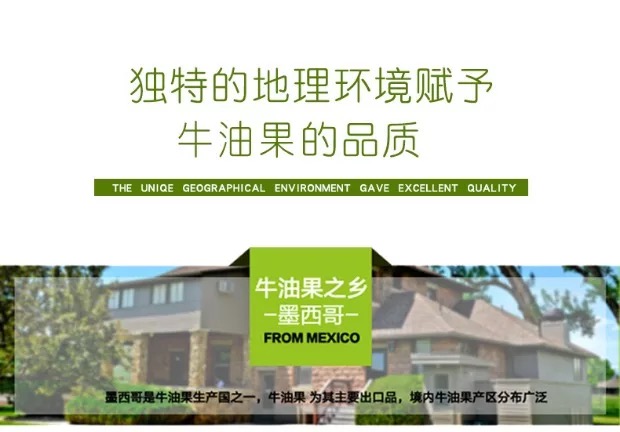 独特的地理环境赋予
牛油果的品质
THE UNIQE GEOGRAPHICAL ENVIRONMENT GAVE EXCELLENT QUALITY
牛油果之乡
–墨西哥–
FROM MEXICO
墨西哥是牛油果生产国之一，牛油果 为其主要出口品，境内牛油果产区分布广泛